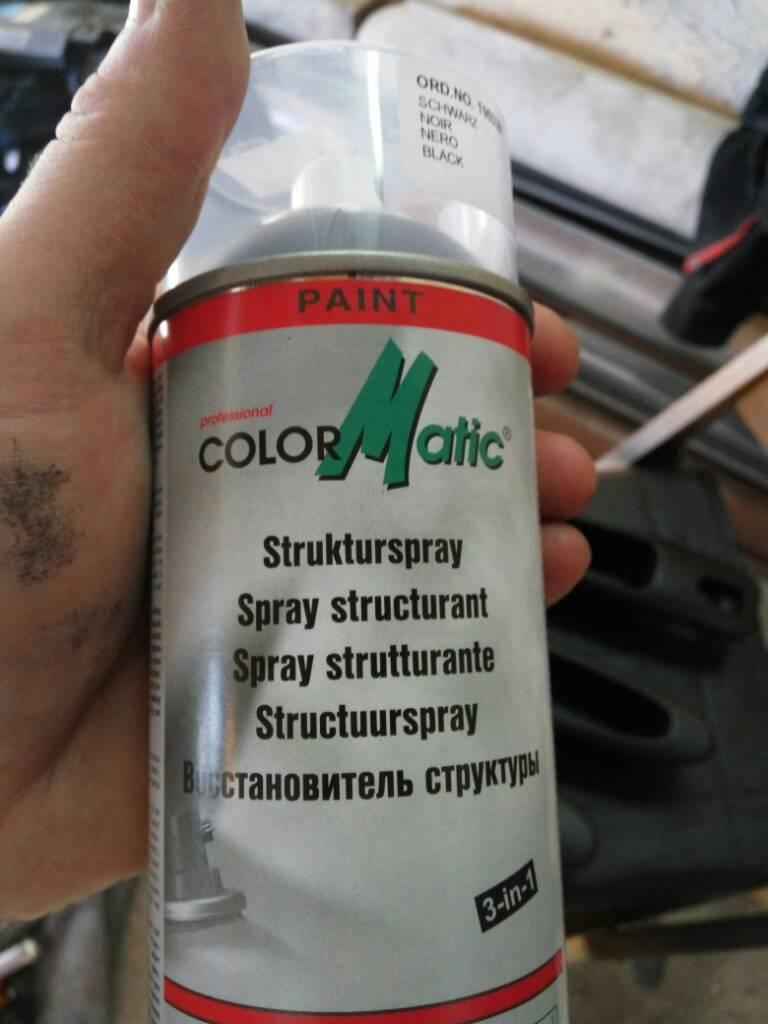 ORD.NO.
SCHWARZ
NOIR
NERO
BLACK
PAINT
professional
COLORMatic®
Strukturspray
Spray structurant
Spray strutturante
Structuurspray
Восстановитель структуры
3-in-1